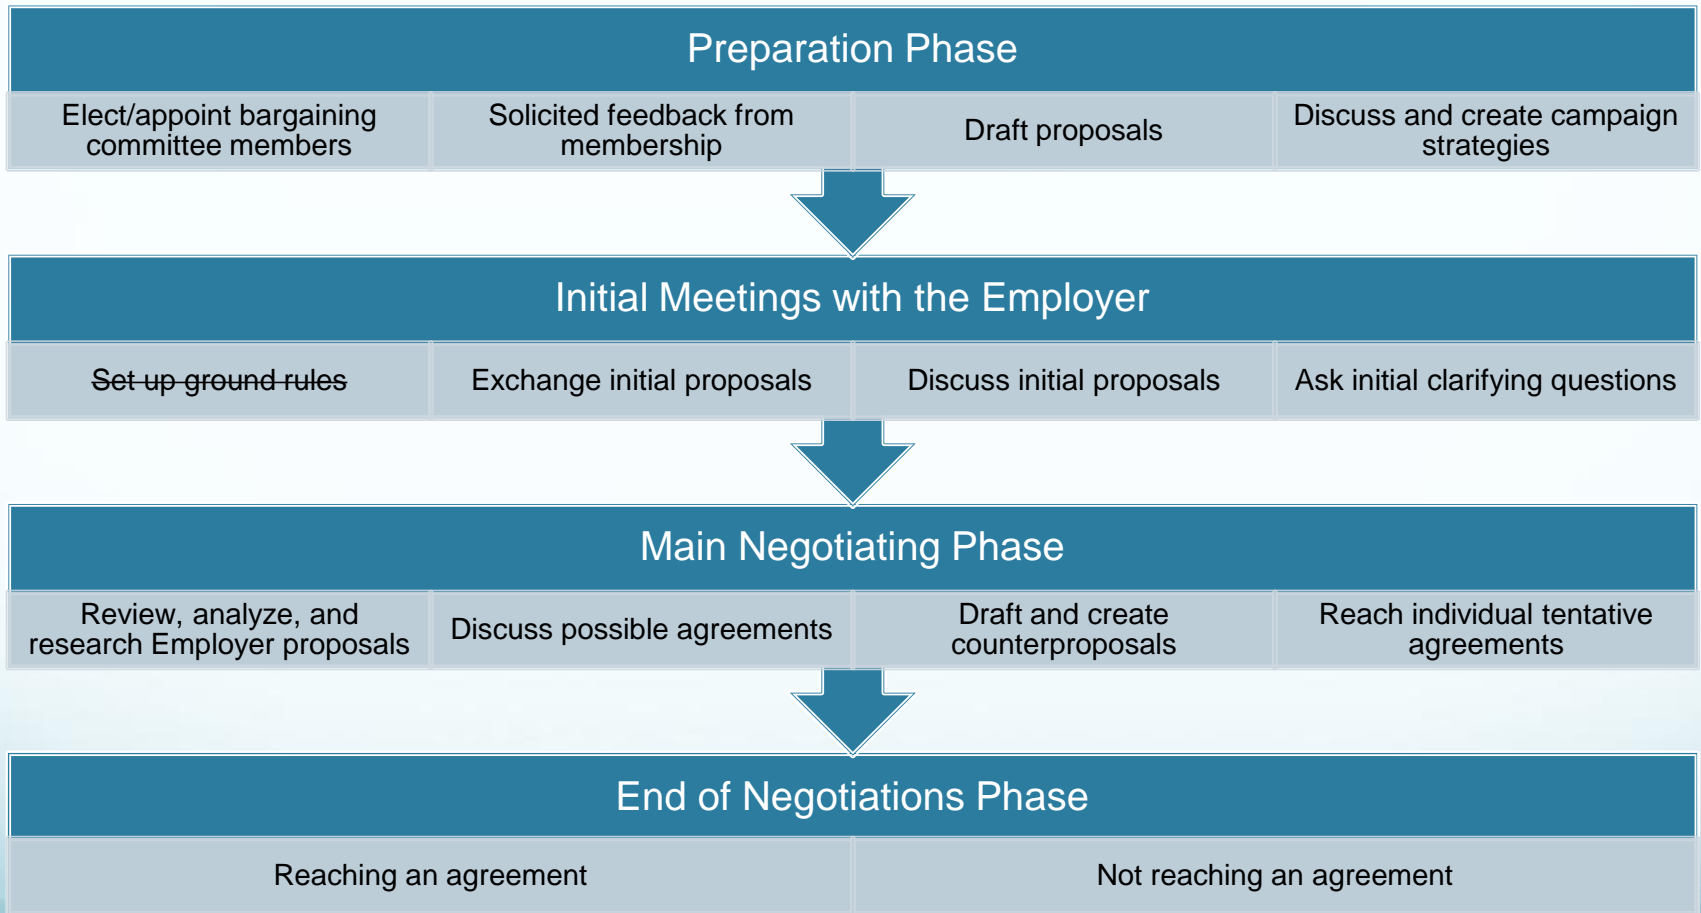 Preparation Phase
Elect/appoint bargaining
committee members
Solicited feedback from
membership
Draft proposals
Discuss and create campaign
strategies
Initial Meetings with the Employer
Set up ground rules
Exchange initial proposals
Discuss initial proposals
Ask initial clarifying questions
Main Negotiating Phase
Review, analyze, and
research Employer proposals
Discuss possible agreements
Draft and create
counterproposals
Reach individual tentative
agreements
End of Negotiations Phase
Reaching an agreement
Not reaching an agreement